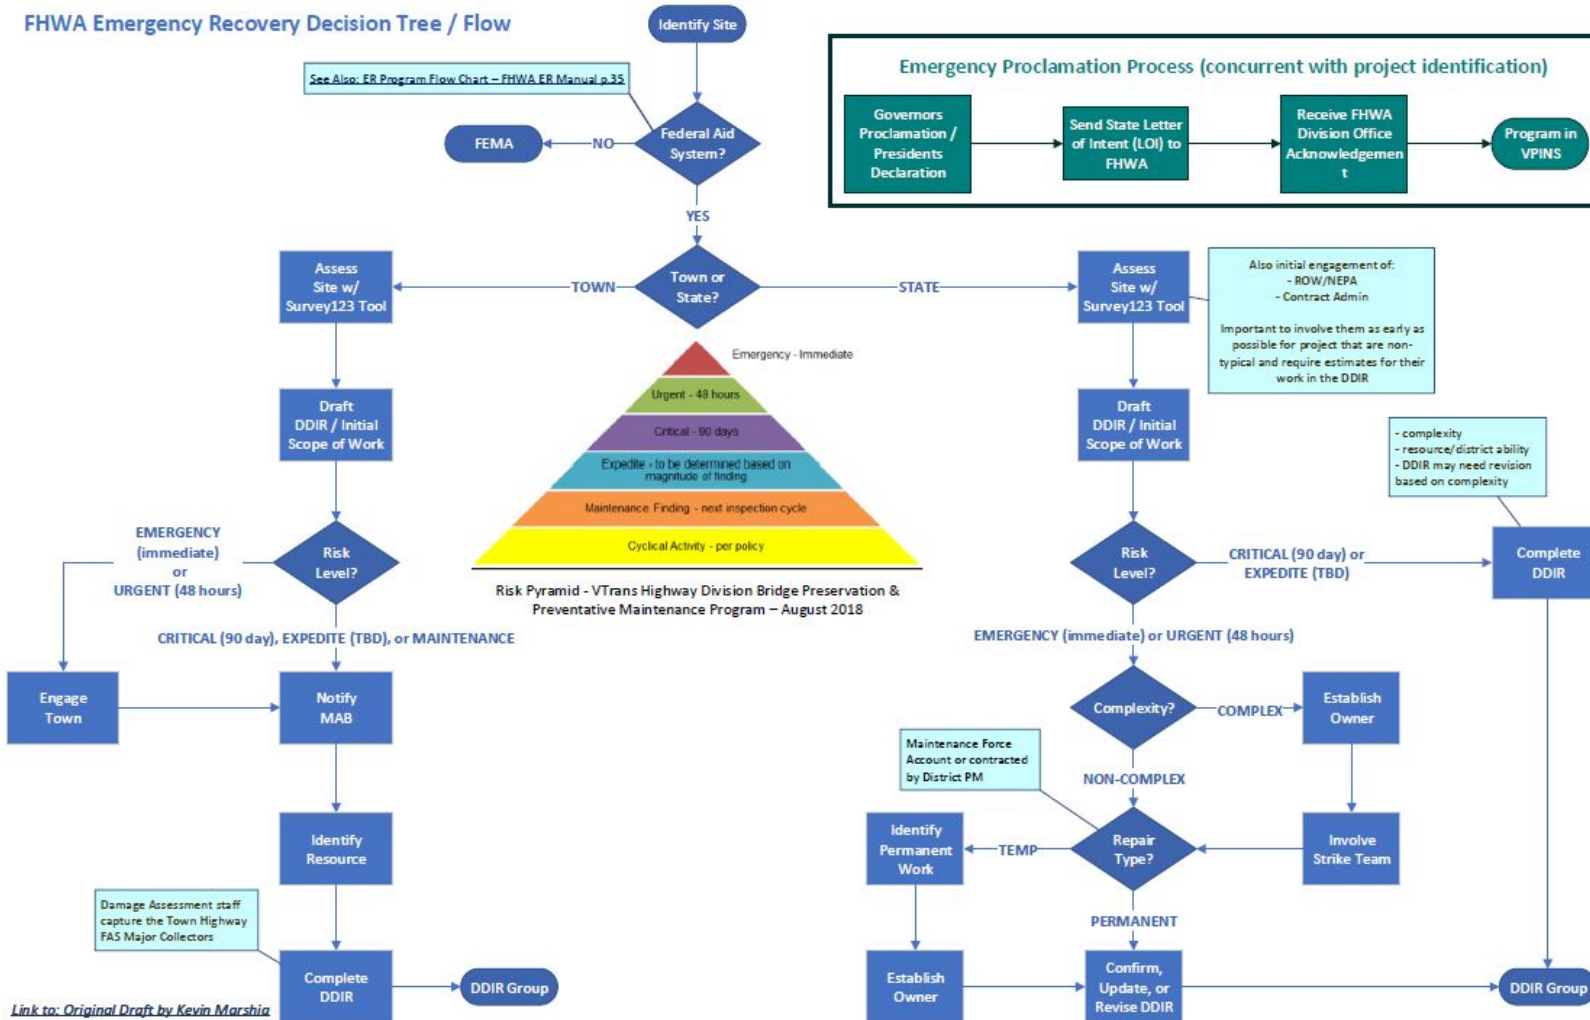 FHWA Emergency Recovery Decision Tree / Flow
Identify Site
See Also: ER Program Flow Chart – FHWA ER Manual p.35
Federal Aid
System?
NO
FEMA
YES
Emergency Proclamation Process (concurrent with project identification)
Governors
Proclamation /
Presidents
Declaration
Send State Letter
of Intent (LOI) to
FHWA
Receive FHWA
Division Office
Acknowledgemen
t
Program in
VPINS
Town or
State?
TOWN
STATE
Assess
Site w/
Survey123 Tool
Draft
DDIR / Initial
Scope of Work
Risk
Level?
EMERGENCY
(immediate)
or
URGENT (48 hours)
CRITICAL (90 day), EXPEDITE (TBD), or MAINTENANCE
Engage
Town
Notify
MAB
Identify
Resource
Damage Assessment staff
capture the Town Highway
FAS Major Collectors
Complete
DDIR
DDIR Group
Link to: Original Draft by Kevin Marshia
Emergency - Immediate
Urgent - 48 hours
Critical - 90 days
Expedite - to be determined based on
magnitude of finding
Maintenance Finding - next inspection cycle
Cyclical Activity - per policy
Risk Pyramid - VTrans Highway Division Bridge Preservation &
Preventative Maintenance Program – August 2018
Assess
Site w/
Survey123 Tool
Also initial engagement of:
- ROW/NEPA
- Contract Admin
Important to involve them as early as
possible for project that are non-
typical and require estimates for their
work in the DDIR
Draft
DDIR / Initial
Scope of Work
- complexity
- resource/district ability
- DDIR may need revision
based on complexity
Risk
Level?
CRITICAL (90 day) or
EXPEDITE (TBD)
Complete
DDIR
EMERGENCY (immediate) or URGENT (48 hours)
Complexity?
COMPLEX
Establish
Owner
Maintenance Force
Account or contracted
by District PM
NON-COMPLEX
Involve
Strike Team
Repair
Type?
TEMP
Identify
Permanent
Work
PERMANENT
Establish
Owner
Confirm,
Update, or
Revise DDIR
DDIR Group